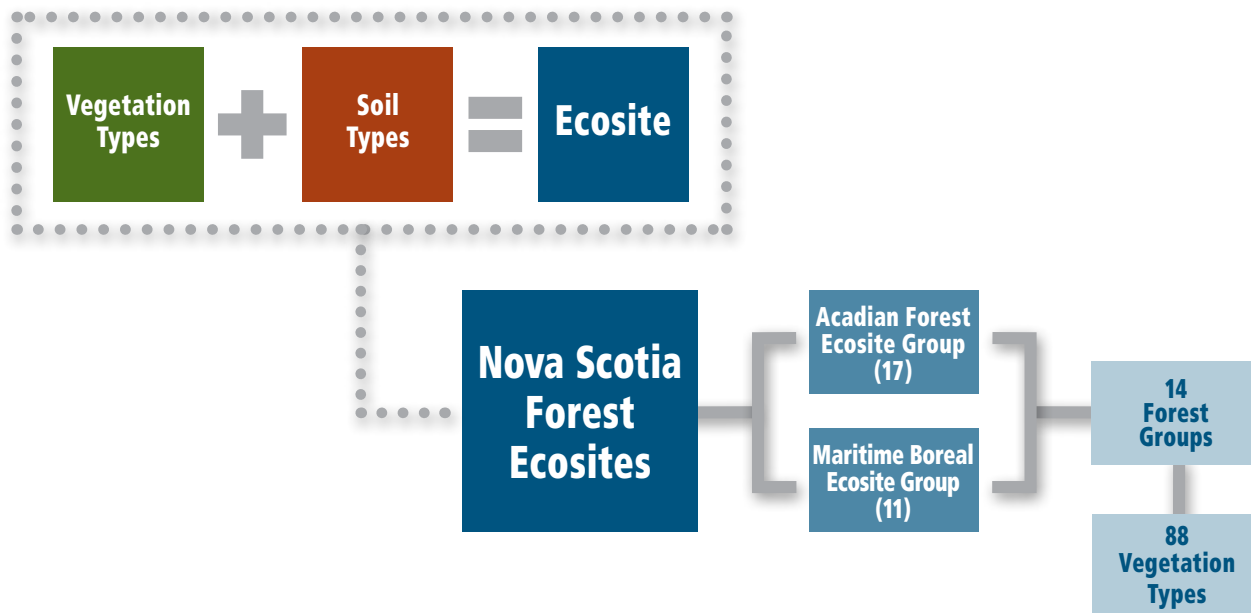 Vegetation
Types
Soil
Types
Ecosite
Nova Scotia
Forest
Ecosites
Acadian Forest
Ecosite Group
(17)
Maritime Boreal
Ecosite Group
(11)
14
Forest
Groups
88
Vegetation
Types